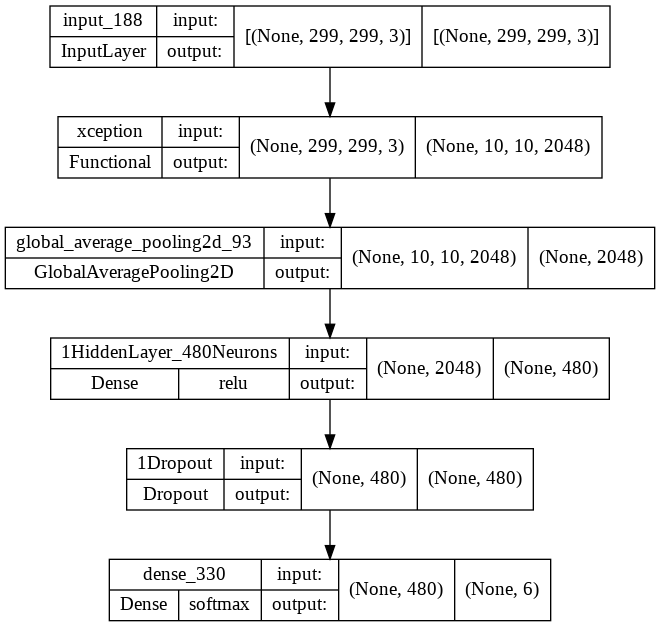 input_188 input: [(None, 299, 299, 3)] [(None, 299, 299, 3)]
InputLayer output:
xception input: (None, 299, 299, 3) (None, 10, 10, 2048)
Functional output:
global_average_pooling2d_93 input: (None, 10, 10, 2048) (None, 2048)
GlobalAveragePooling2D output:
1HiddenLayer_480Neurons input: (None, 2048) (None, 480)
Dense relu output:
1Dropout input: (None, 480) (None, 480)
Dropout output:
dense_330 input: (None, 480) (None, 6)
Dense softmax output: